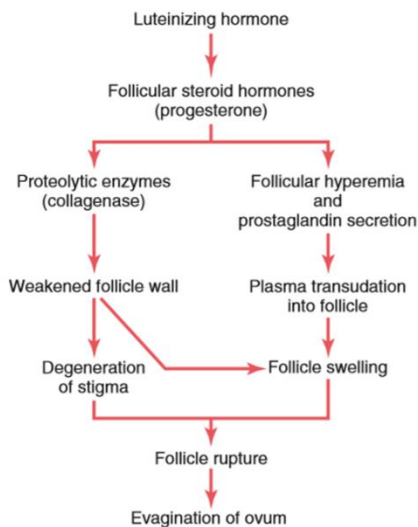 Luteinizing hormone
Follicular steroid hormones
(progesterone)
Proteolytic enzymes
(collagenase)
Follicular hyperemia
and
prostaglandin secretion
Weakened follicle wall
Plasma transudation
into follicle
Degeneration
of stigma
Follicle swelling
Follicle rupture
Evagination of ovum